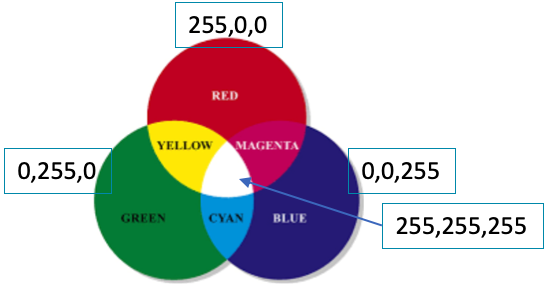 255,0,0
RED
YELLOW
MAGENTA
0,255,0
0,0,255
GREEN
CYAN
BLUE
255,255,255